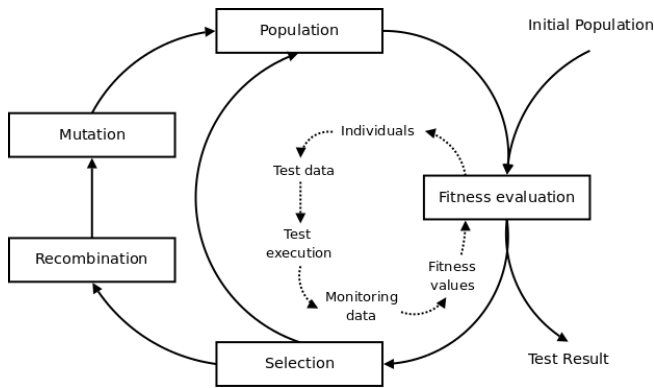 Population
Initial Population
Individuals
Mutation
Test data
Fitness evaluation
Test
execution
Recombination
Fitness
values
Monitoring
data
Selection
Test Result